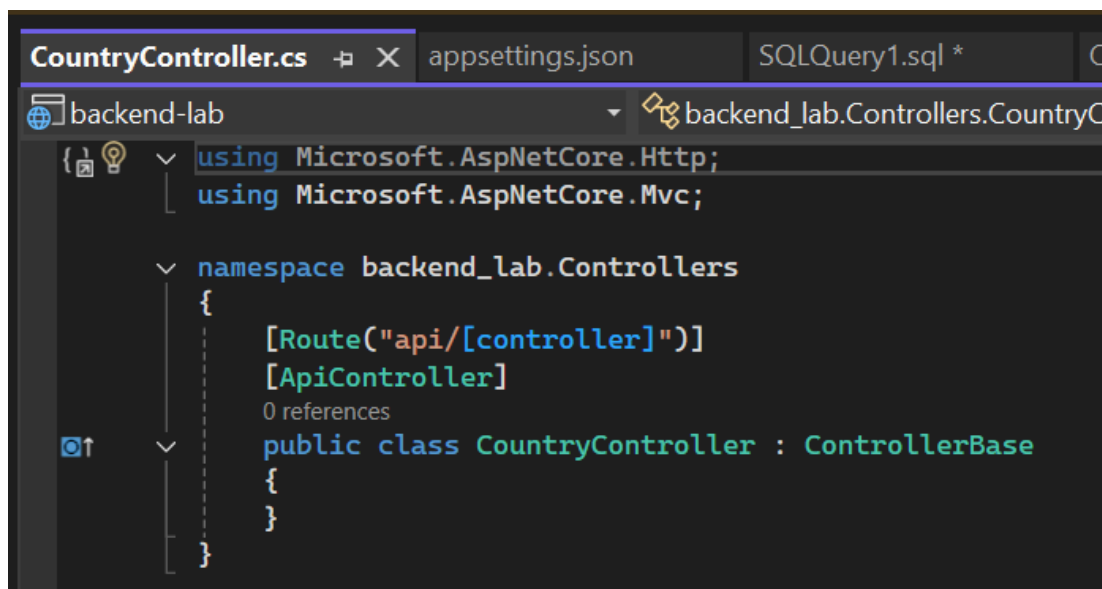 CountryController.cs appsettings.json SQLQuery1.sql *
backend-lab backend_lab.Controllers.CountryC
using Microsoft.AspNetCore.Http;
using Microsoft.AspNetCore.Mvc;
namespace backend_lab.Controllers
{
[Route("api/[controller]")]
[ApiController]
0 references
public class CountryController : ControllerBase
{
}
}